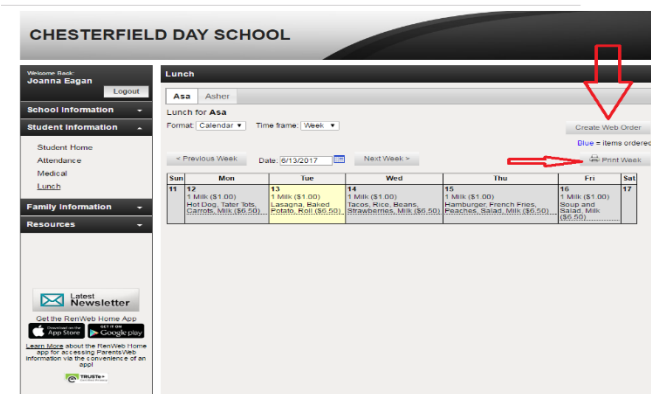 CHESTERFIELD DAY SCHOOL
Welcome Back:
Joanna Eagan
Logout
School Information
Student Information
Student Home
Attendance
Medical
Lunch
Family Information
Resources
Latest
Newsletter
Get the RenWeb Home App
Download on the
App Store
GET IT ON
Google play
Learn More about the RenWeb Home
app for accessing ParentsWeb
information via the convenience of an
app!
TRUSTe
Lunch
Asa Asher
Lunch for Asa
Format: Calendar Time frame: Week
Create Web Order
Blue = items ordered
< Previous Week Date: 6/13/2017 Next Week > Print Week
Sun Mon Tue Wed Thu Fri Sat
11 12 13 14 15 16 17
1 Milk ($1.00) 1 Milk ($1.00) 1 Milk ($1.00) 1 Milk ($1.00)
Hot Dog, Tater Tots, Lasagna, Baked Tacos, Rice, Beans, Hamburger, French Fries, Soup and
Carrots, Milk ($6.50) Potato, Roll ($6.50) Strawberries, Milk ($6.50) Peaches, Salad, Milk ($6.50) Salad, Milk
($6.50)